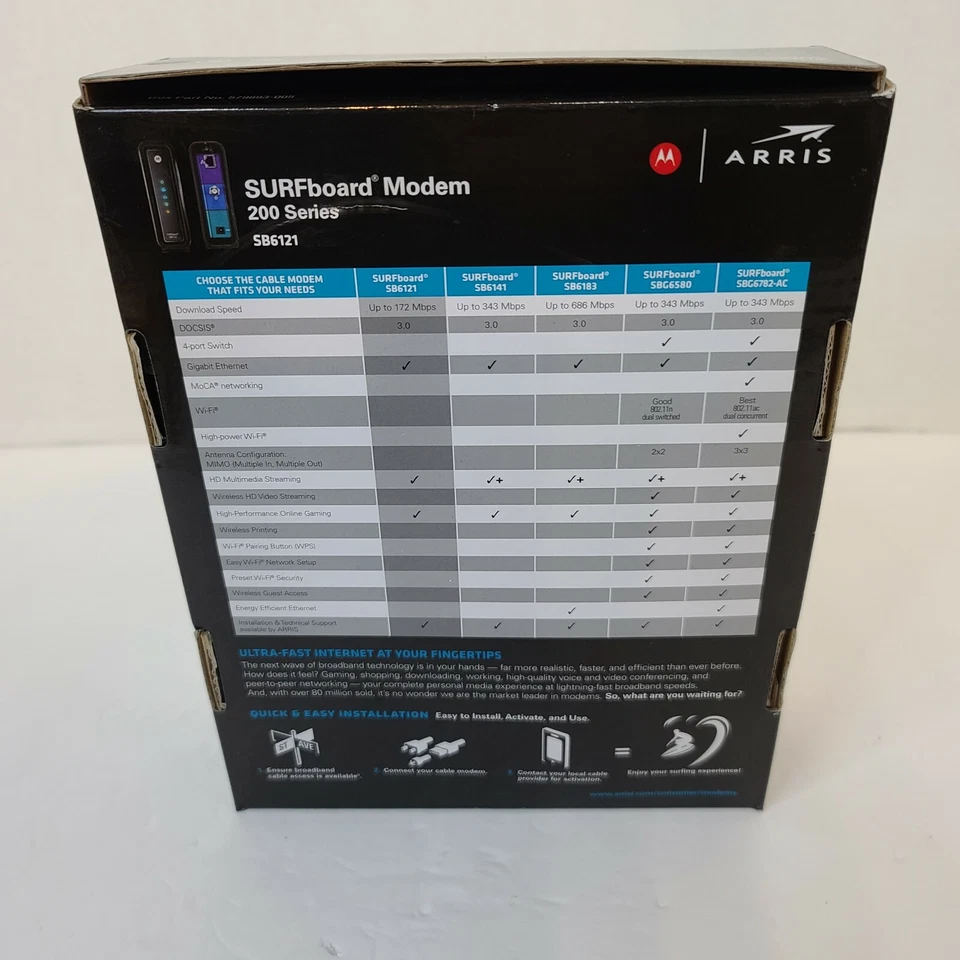 ARRIS
SURFboard® Modem
200 Series
SB6121
CHOOSE THE CABLE MODEM THAT FITS YOUR NEEDS SURFboard® SB6121 SURFboard® SB6141 SURFboard® SB6183 SURFboard® SBG6580 SURFboard® SBG6782-AC
Download Speed Up to 172 Mbps Up to 343 Mbps Up to 686 Mbps Up to 343 Mbps Up to 343 Mbps
DOCSIS® 3.0 3.0 3.0 3.0 3.0
4-port Switch ✓ ✓
Gigabit Ethernet ✓ ✓ ✓ ✓ ✓
MoCA® networking ✓
Wi-Fi® Good 802.11n dual switched Best 802.11ac dual concurrent
High-power Wi-Fi® ✓
Antenna Configuration: MIMO (Multiple In, Multiple Out) 2x2 3x3
HD Multimedia Streaming ✓ ✓+ ✓+ ✓+ ✓+
Wireless HD Video Streaming ✓ ✓
High-Performance Online Gaming ✓ ✓ ✓ ✓ ✓
Wireless Printing ✓ ✓
Wi-Fi® Pairing Button (WPS) ✓ ✓
Easy Wi-Fi® Network Setup ✓ ✓
Preset Wi-Fi® Security ✓ ✓
Wireless Guest Access ✓ ✓
Energy Efficient Ethernet ✓ ✓
Installation & Technical Support available by ARRIS ✓ ✓ ✓ ✓ ✓
ULTRA-FAST INTERNET AT YOUR FINGERTIPS
The next wave of broadband technology is in your hands — far more realistic, faster, and efficient than ever before.
How does it feel? Gaming, shopping, downloading, working, high-quality voice and video conferencing, and
peer-to-peer networking — your complete personal media experience at lightning-fast broadband speeds.
And, with over 80 million sold, it's no wonder we are the market leader in modems. So, what are you waiting for?
QUICK & EASY INSTALLATION Easy to Install, Activate, and Use.
ST AVE
1. Ensure broadband cable access is available*.
2. Connect your cable modem.
3. Contact your local cable provider for activation.
=
Enjoy your surfing experience!